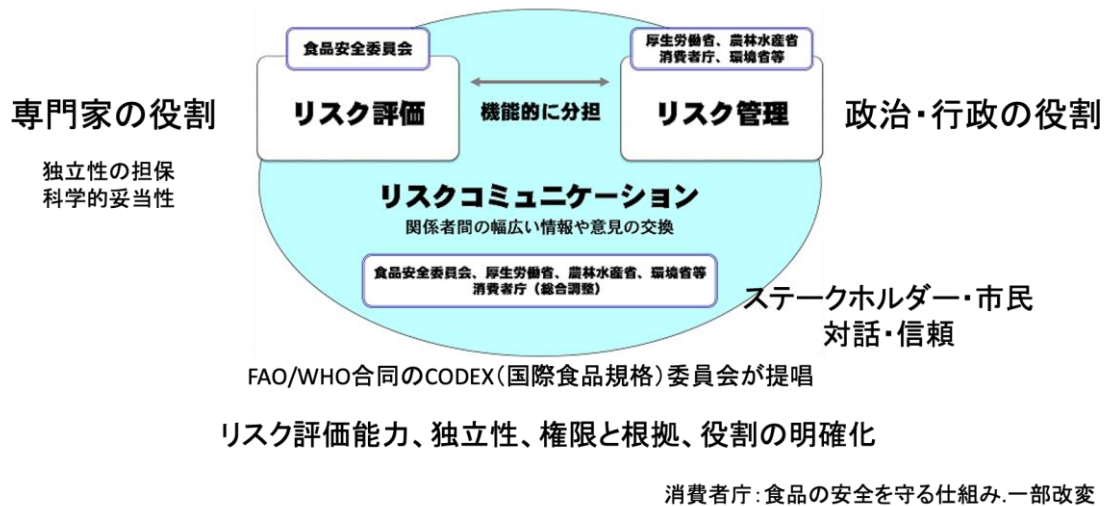 食品安全委員会
厚生労働省、農林水産省
消費者庁、環境省等
専門家の役割
リスク評価
機能的に分担
リスク管理
政治・行政の役割
独立性の担保
科学的妥当性
リスクコミュニケーション
関係者間の幅広い情報や意見の交換
食品安全委員会、厚生労働省、農林水産省、環境省等
消費者庁（総合調整）
ステークホルダー・市民
対話・信頼
FAO/WHO合同のCODEX（国際食品規格）委員会が提唱
リスク評価能力、独立性、権限と根拠、役割の明確化
消費者庁：食品の安全を守る仕組み.一部改変